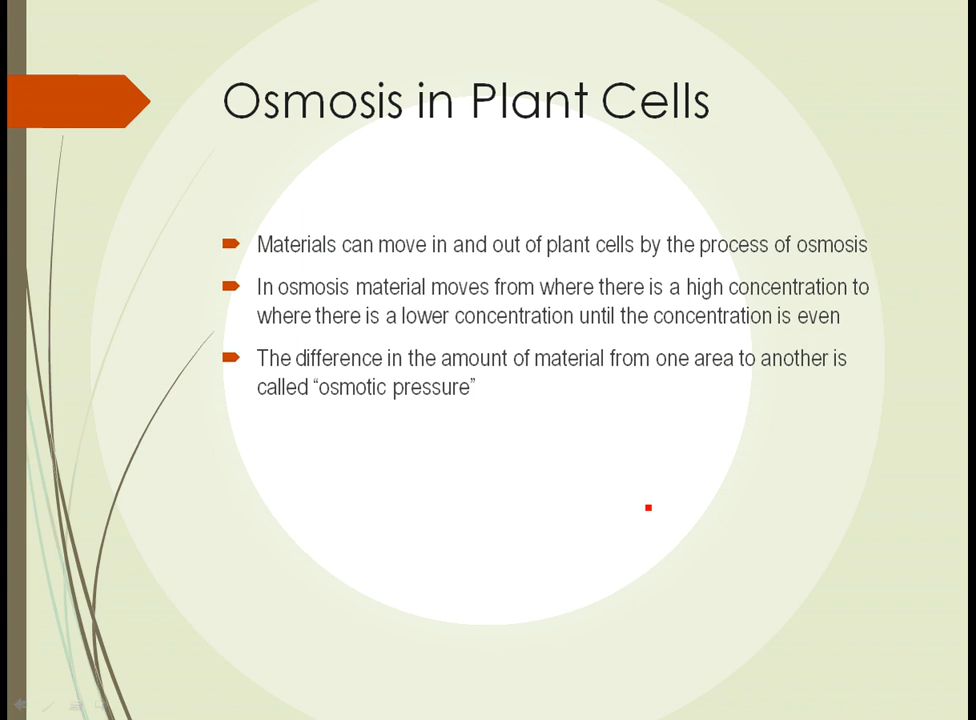 Osmosis in Plant Cells
Materials can move in and out of plant cells by the process of osmosis
In osmosis material moves from where there is a high concentration to
where there is a lower concentration until the concentration is even
The difference in the amount of material from one area to another is
called “osmotic pressure”